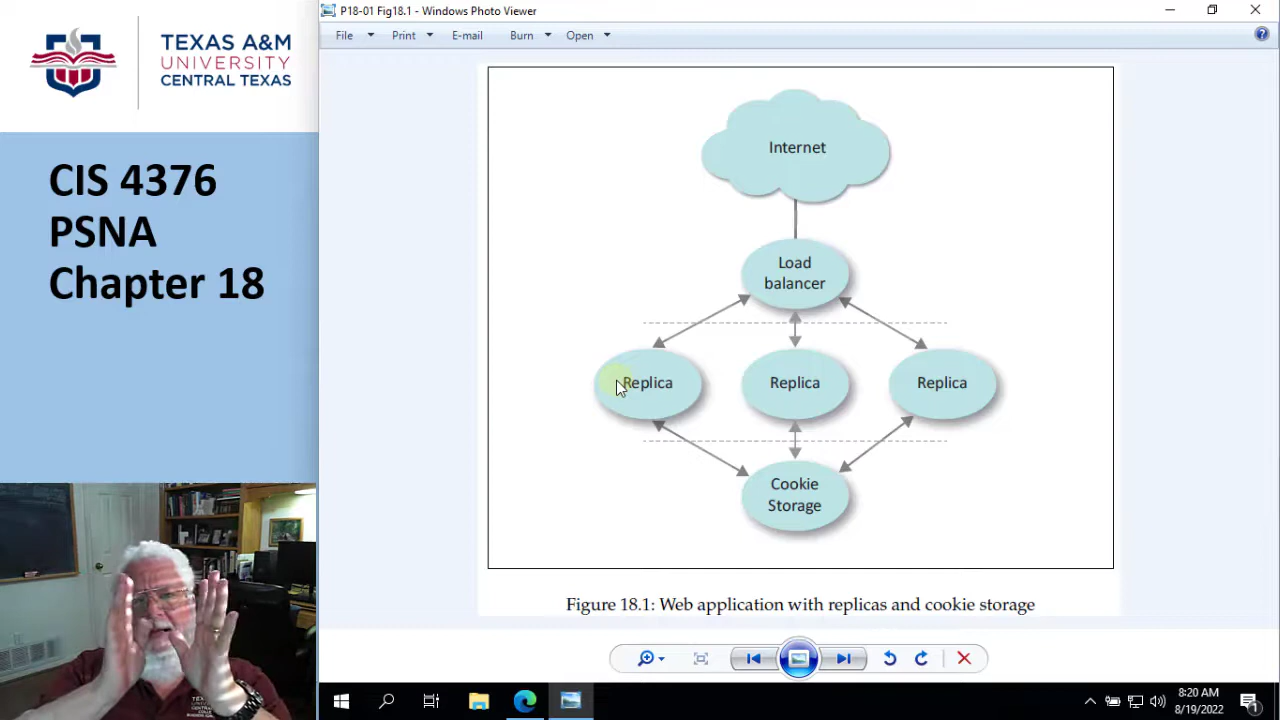 TEXAS A&M
UNIVERSITY
CENTRAL TEXAS
CIS 4376
PSNA
Chapter 18
P18-01 Fig18.1 - Windows Photo Viewer
File Print E-mail Burn Open
Internet
Load
balancer
Replica Replica Replica
Cookie
Storage
Figure 18.1: Web application with replicas and cookie storage
8:20 AM
8/19/2022
1